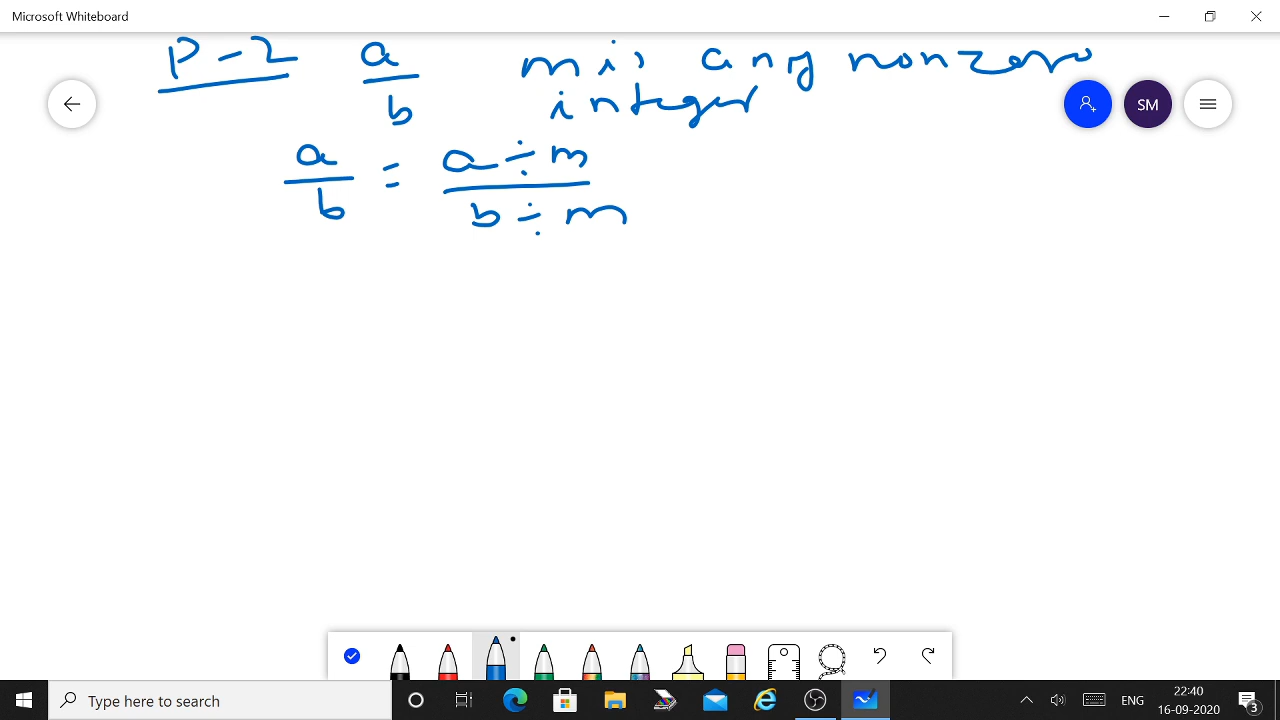 Microsoft Whiteboard
P-2 a/b m is any nonzero
integer
a/b = a ÷ m / b ÷ m
SM
Type here to search
ENG
22:40
16-09-2020
3